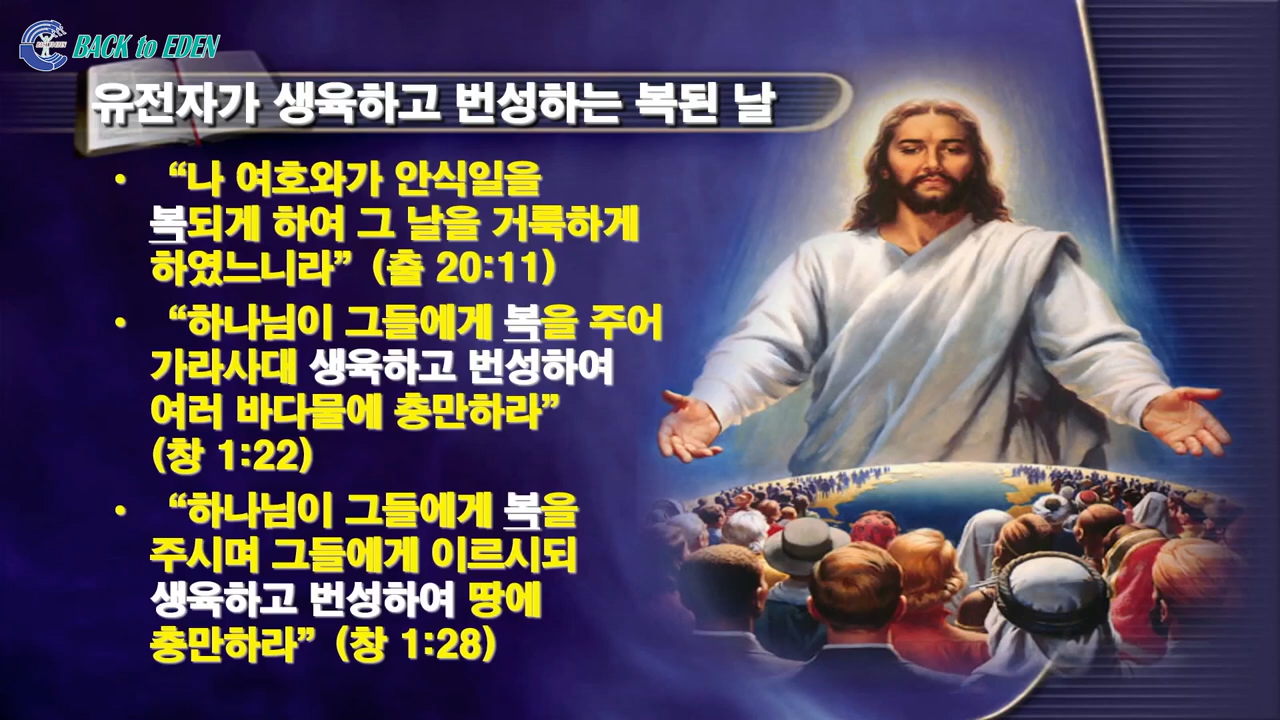 BACK to EDEN
유전자가 생육하고 번성하는 복된 날
• “나 여호와가 안식일을
복되게 하여 그 날을 거룩하게
하였느니라” (출 20:11)
• “하나님이 그들에게 복을 주어
가라사대 생육하고 번성하여
여러 바다물에 충만하라”
(창 1:22)
• “하나님이 그들에게 복을
주시며 그들에게 이르시되
생육하고 번성하여 땅에
충만하라” (창 1:28)